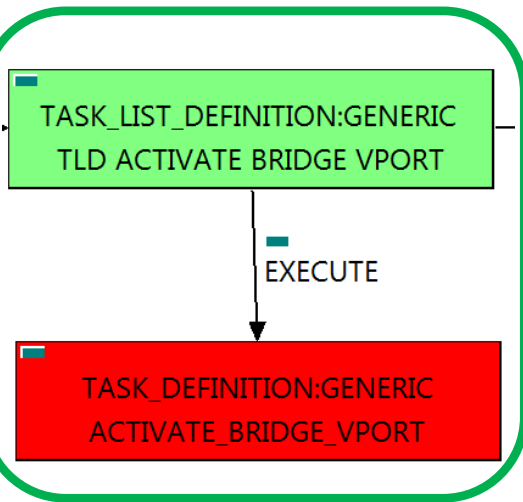 TASK_LIST_DEFINITION:GENERIC
TLD ACTIVATE BRIDGE VPORT
EXECUTE
TASK_DEFINITION:GENERIC
ACTIVATE_BRIDGE_VPORT